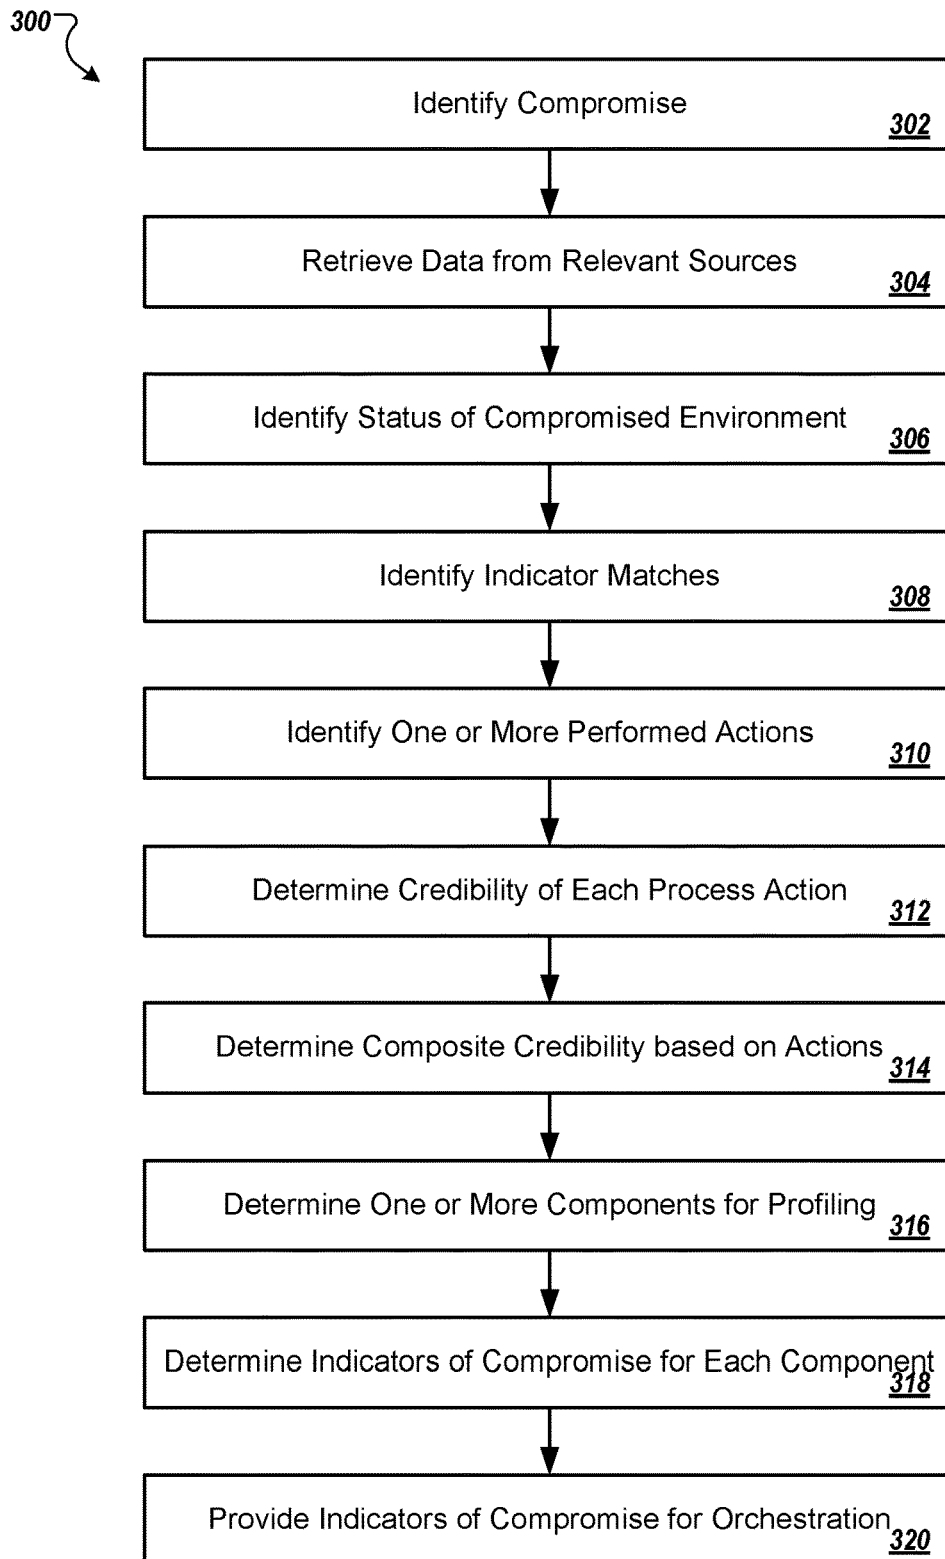 300
Identify Compromise
302
Retrieve Data from Relevant Sources
304
Identify Status of Compromised Environment
306
Identify Indicator Matches
308
Identify One or More Performed Actions
310
Determine Credibility of Each Process Action
312
Determine Composite Credibility based on Actions
314
Determine One or More Components for Profiling
316
Determine Indicators of Compromise for Each Component
318
Provide Indicators of Compromise for Orchestration
320